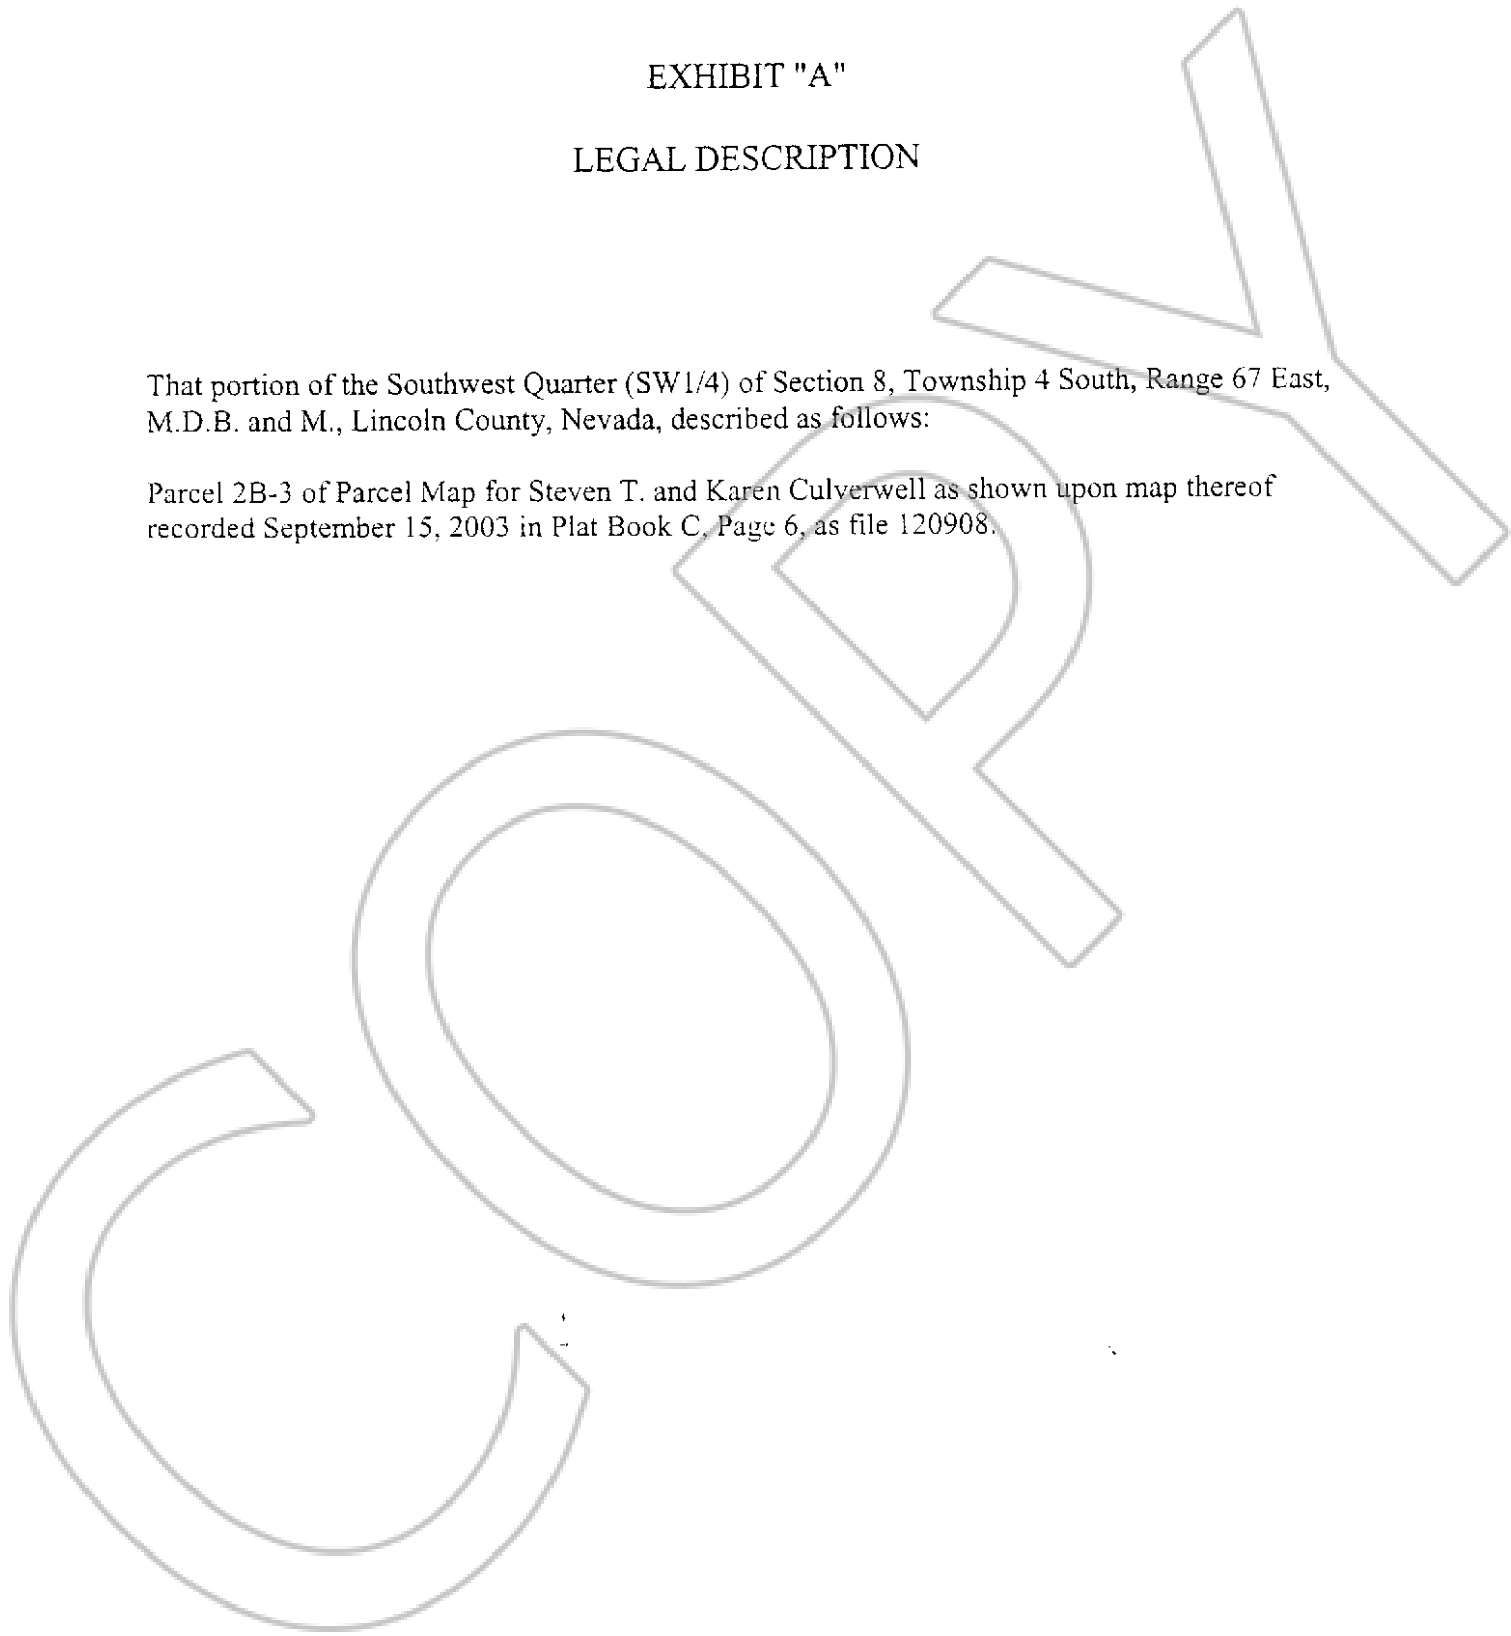 EXHIBIT "A"
LEGAL DESCRIPTION
That portion of the Southwest Quarter (SW1/4) of Section 8, Township 4 South, Range 67 East,
M.D.B. and M., Lincoln County, Nevada, described as follows:
Parcel 2B-3 of Parcel Map for Steven T. and Karen Culverwell as shown upon map thereof
recorded September 15, 2003 in Plat Book C, Page 6, as file 120908.
COPY